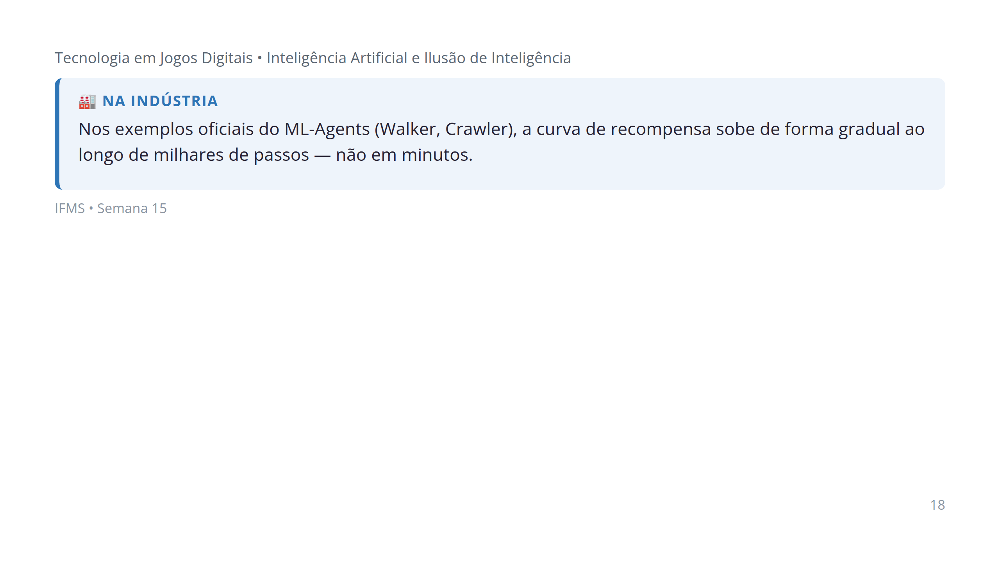 Tecnologia em Jogos Digitais • Inteligência Artificial e Ilusão de Inteligência
🏭 NA INDÚSTRIA
Nos exemplos oficiais do ML-Agents (Walker, Crawler), a curva de recompensa sobe de forma gradual ao
longo de milhares de passos — não em minutos.
IFMS • Semana 15
18